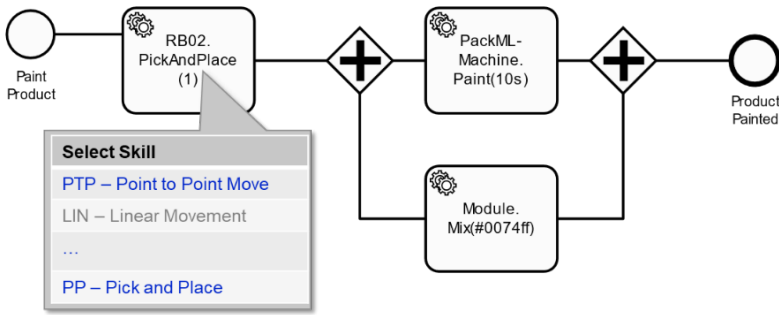 Paint
Product
RB02.
PickAndPlace
(1)
PackML-
Machine.
Paint(10s)
Product
Painted
Module.
Mix(#0074ff)
Select Skill
PTP – Point to Point Move
LIN – Linear Movement
…
PP – Pick and Place